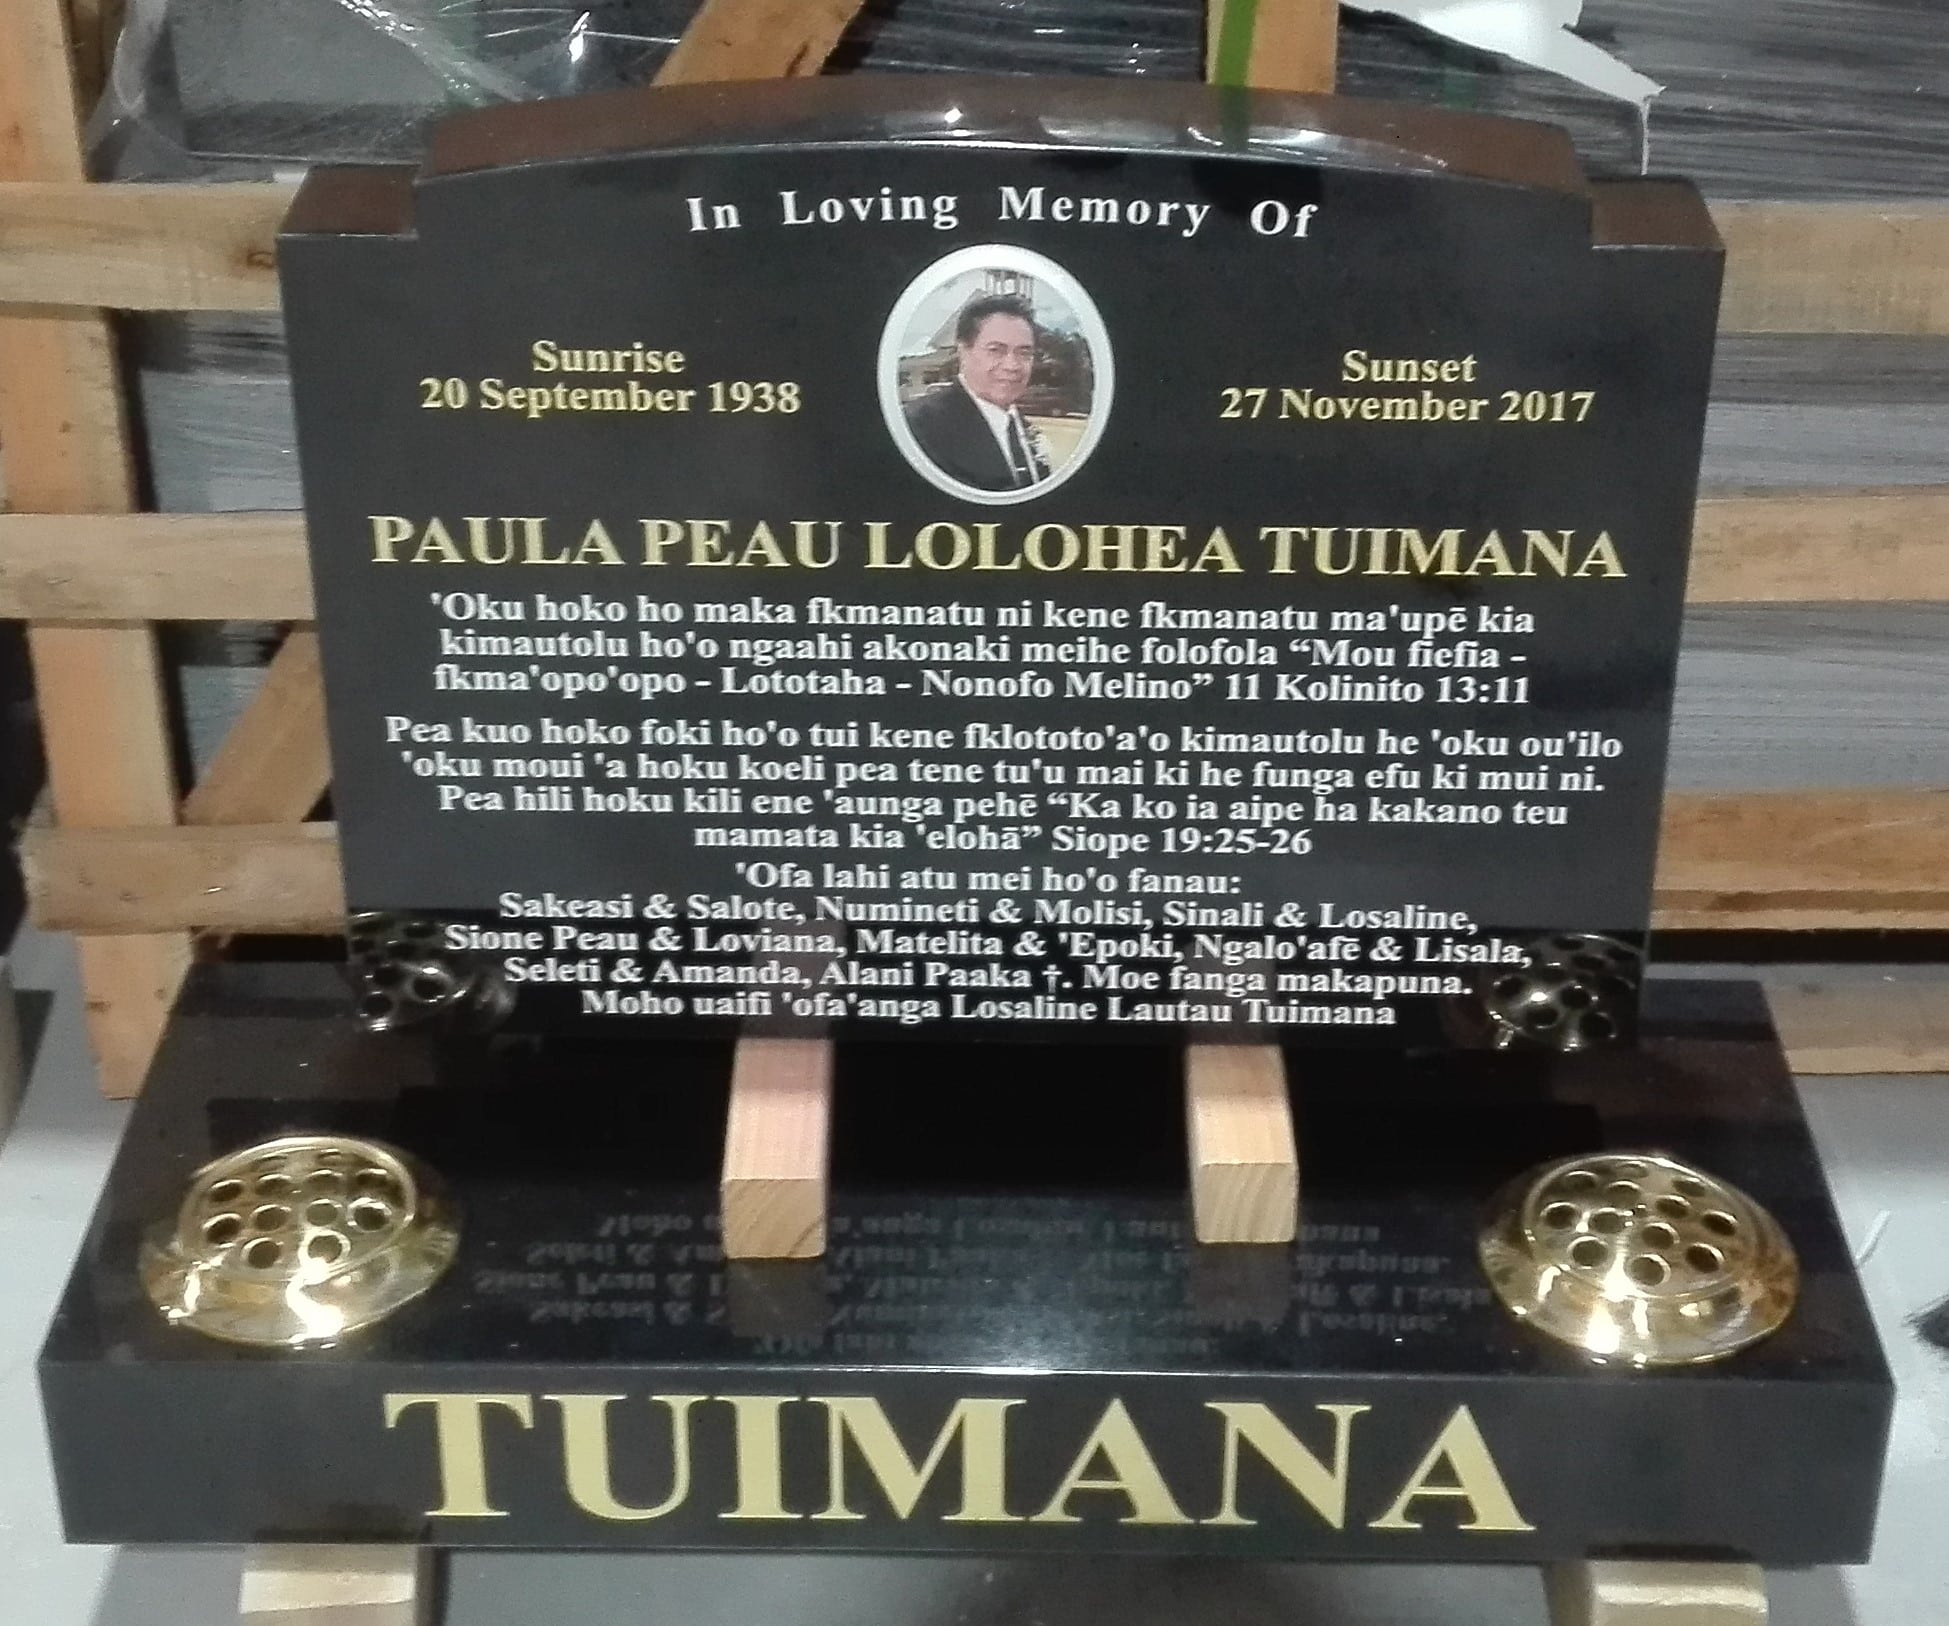 In Loving Memory Of
Sunrise
20 September 1938
Sunset
27 November 2017
PAULA PEAU LOLOHEA TUIMANA
'Oku hoko ho maka fkmanatu ni kene fkmanatu ma'upē kia
kimautolu ho'o ngaahi akonaki meihe folofola “Mou fiefia -
fkma'opo'opo - Lototaha - Nonofo Melino” 11 Kolinito 13:11
Pea kuo hoko foki ho'o tui kene fklototo'a'o kimautolu he 'oku ou'ilo
'oku moui 'a hoku koeli pea tene tu'u mai ki he funga efu ki mui ni.
Pea hili hoku kili ene 'aunga pehē “Ka ko ia aipe ha kakano teu
mamata kia 'elohā” Siope 19:25-26
'Ofa lahi atu mei ho'o fanau:
Sakeasi & Salote, Numineti & Molisi, Sinali & Losaline,
Sione Peau & Loviana, Matelita & 'Epoki, Ngalo'afē & Lisala,
Seleti & Amanda, Alani Paaka †. Moe fanga makapuna.
Moho uaifi 'ofa'anga Losaline Lautau Tuimana
TUIMANA